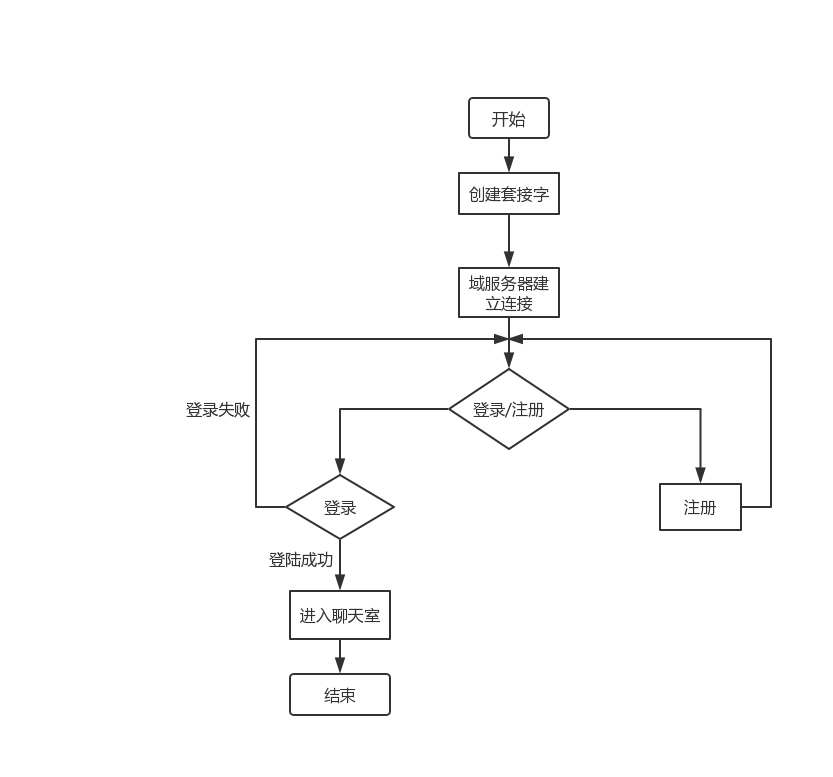 开始
创建套接字
域服务器建
立连接
登录/注册
登录失败
登录
注册
登陆成功
进入聊天室
结束